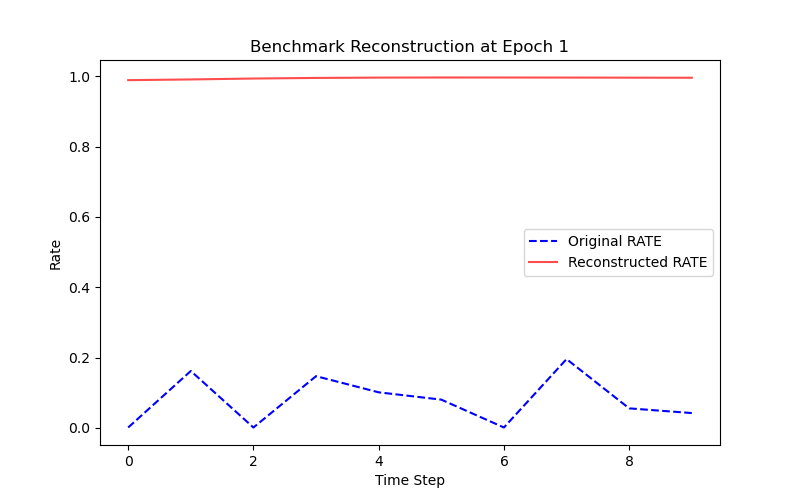 Benchmark Reconstruction at Epoch 1
Rate
1.0
0.8
0.6
0.4
0.2
0.0
Original RATE
Reconstructed RATE
0 2 4 6 8
Time Step